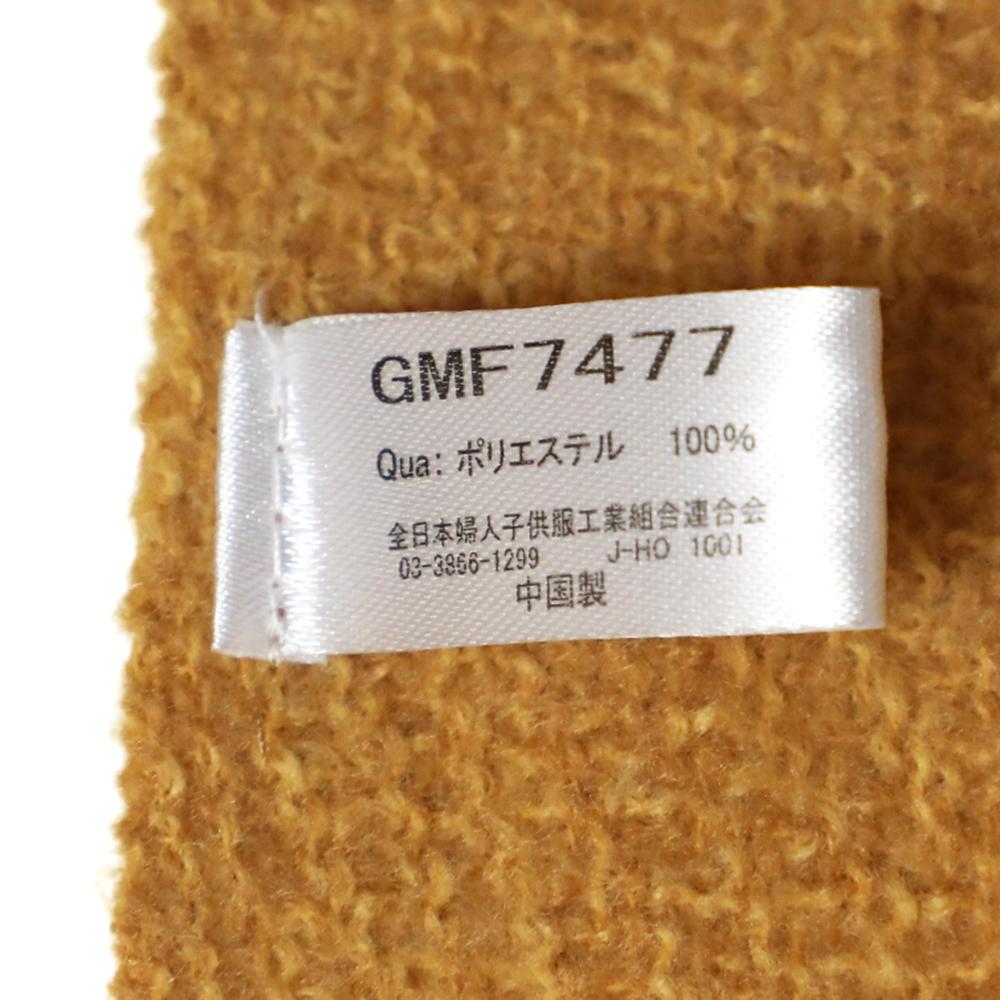 GMF7477
Qua: ポリエステル 100%
全日本婦人子供服工業組合連合会
03-3866-1299 J-HO 1001
中国製